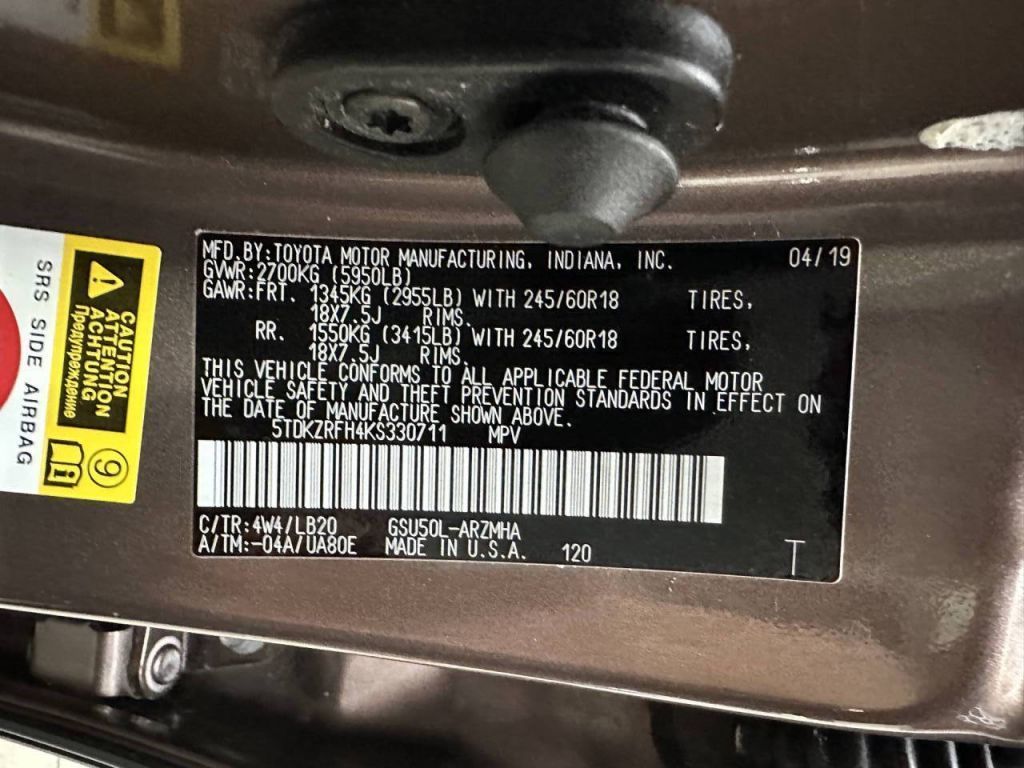 MFD.BY:TOYOTA MOTOR MANUFACTURING, INDIANA, INC. 04/19
GVWR:2700KG (5950LB)
GAWR:FRT. 1345KG (2955LB) WITH 245/60R18 TIRES,
18X7.5J RIMS.
RR. 1550KG (3415LB) WITH 245/60R18 TIRES,
18X7.5J RIMS.
THIS VEHICLE CONFORMS TO ALL APPLICABLE FEDERAL MOTOR
VEHICLE SAFETY AND THEFT PREVENTION STANDARDS IN EFFECT ON
THE DATE OF MANUFACTURE SHOWN ABOVE.
5TDKZRFH4KS330711 MPV
C/TR:4W4/LB20 GSU50L-ARZMHA
A/TM:-04A/UA80E MADE IN U.S.A. 120 T
CAUTION
ATTENTION
ACHTUNG
Предупреждение
9
SRS SIDE AIRBAG